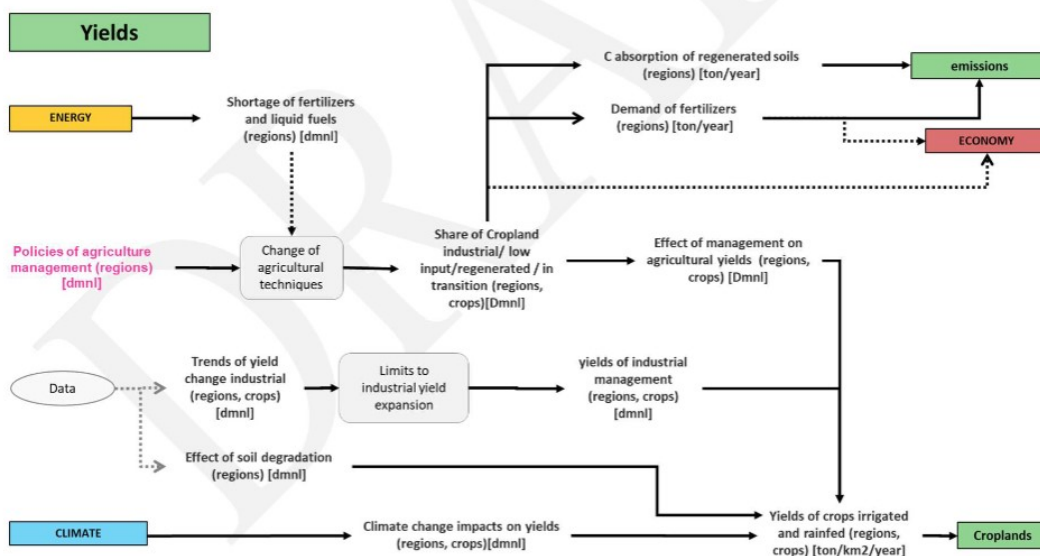 Yields
C absorption of regenerated soils
(regions) [ton/year]
emissions
ENERGY
Shortage of fertilizers
and liquid fuels
(regions) [dmnl]
Demand of fertilizers
(regions) [ton/year]
ECONOMY
Policies of agriculture
management (regions)
[dmnl]
Change of
agricultural
techniques
Share of Cropland
industrial/ low
input/regenerated / in
transition (regions,
crops)[Dmnl]
Effect of management on
agricultural yields (regions,
crops) [Dmnl]
Data
Trends of yield
change industrial
(regions, crops)
[dmnl]
Limits to
industrial yield
expansion
yields of industrial
management
(regions, crops)
[dmnl]
Effect of soil degradation
(regions) [dmnl]
CLIMATE
Climate change impacts on yields
(regions, crops)[dmnl]
Yields of crops irrigated
and rainfed (regions,
crops) [ton/km2/year]
Croplands
DRA